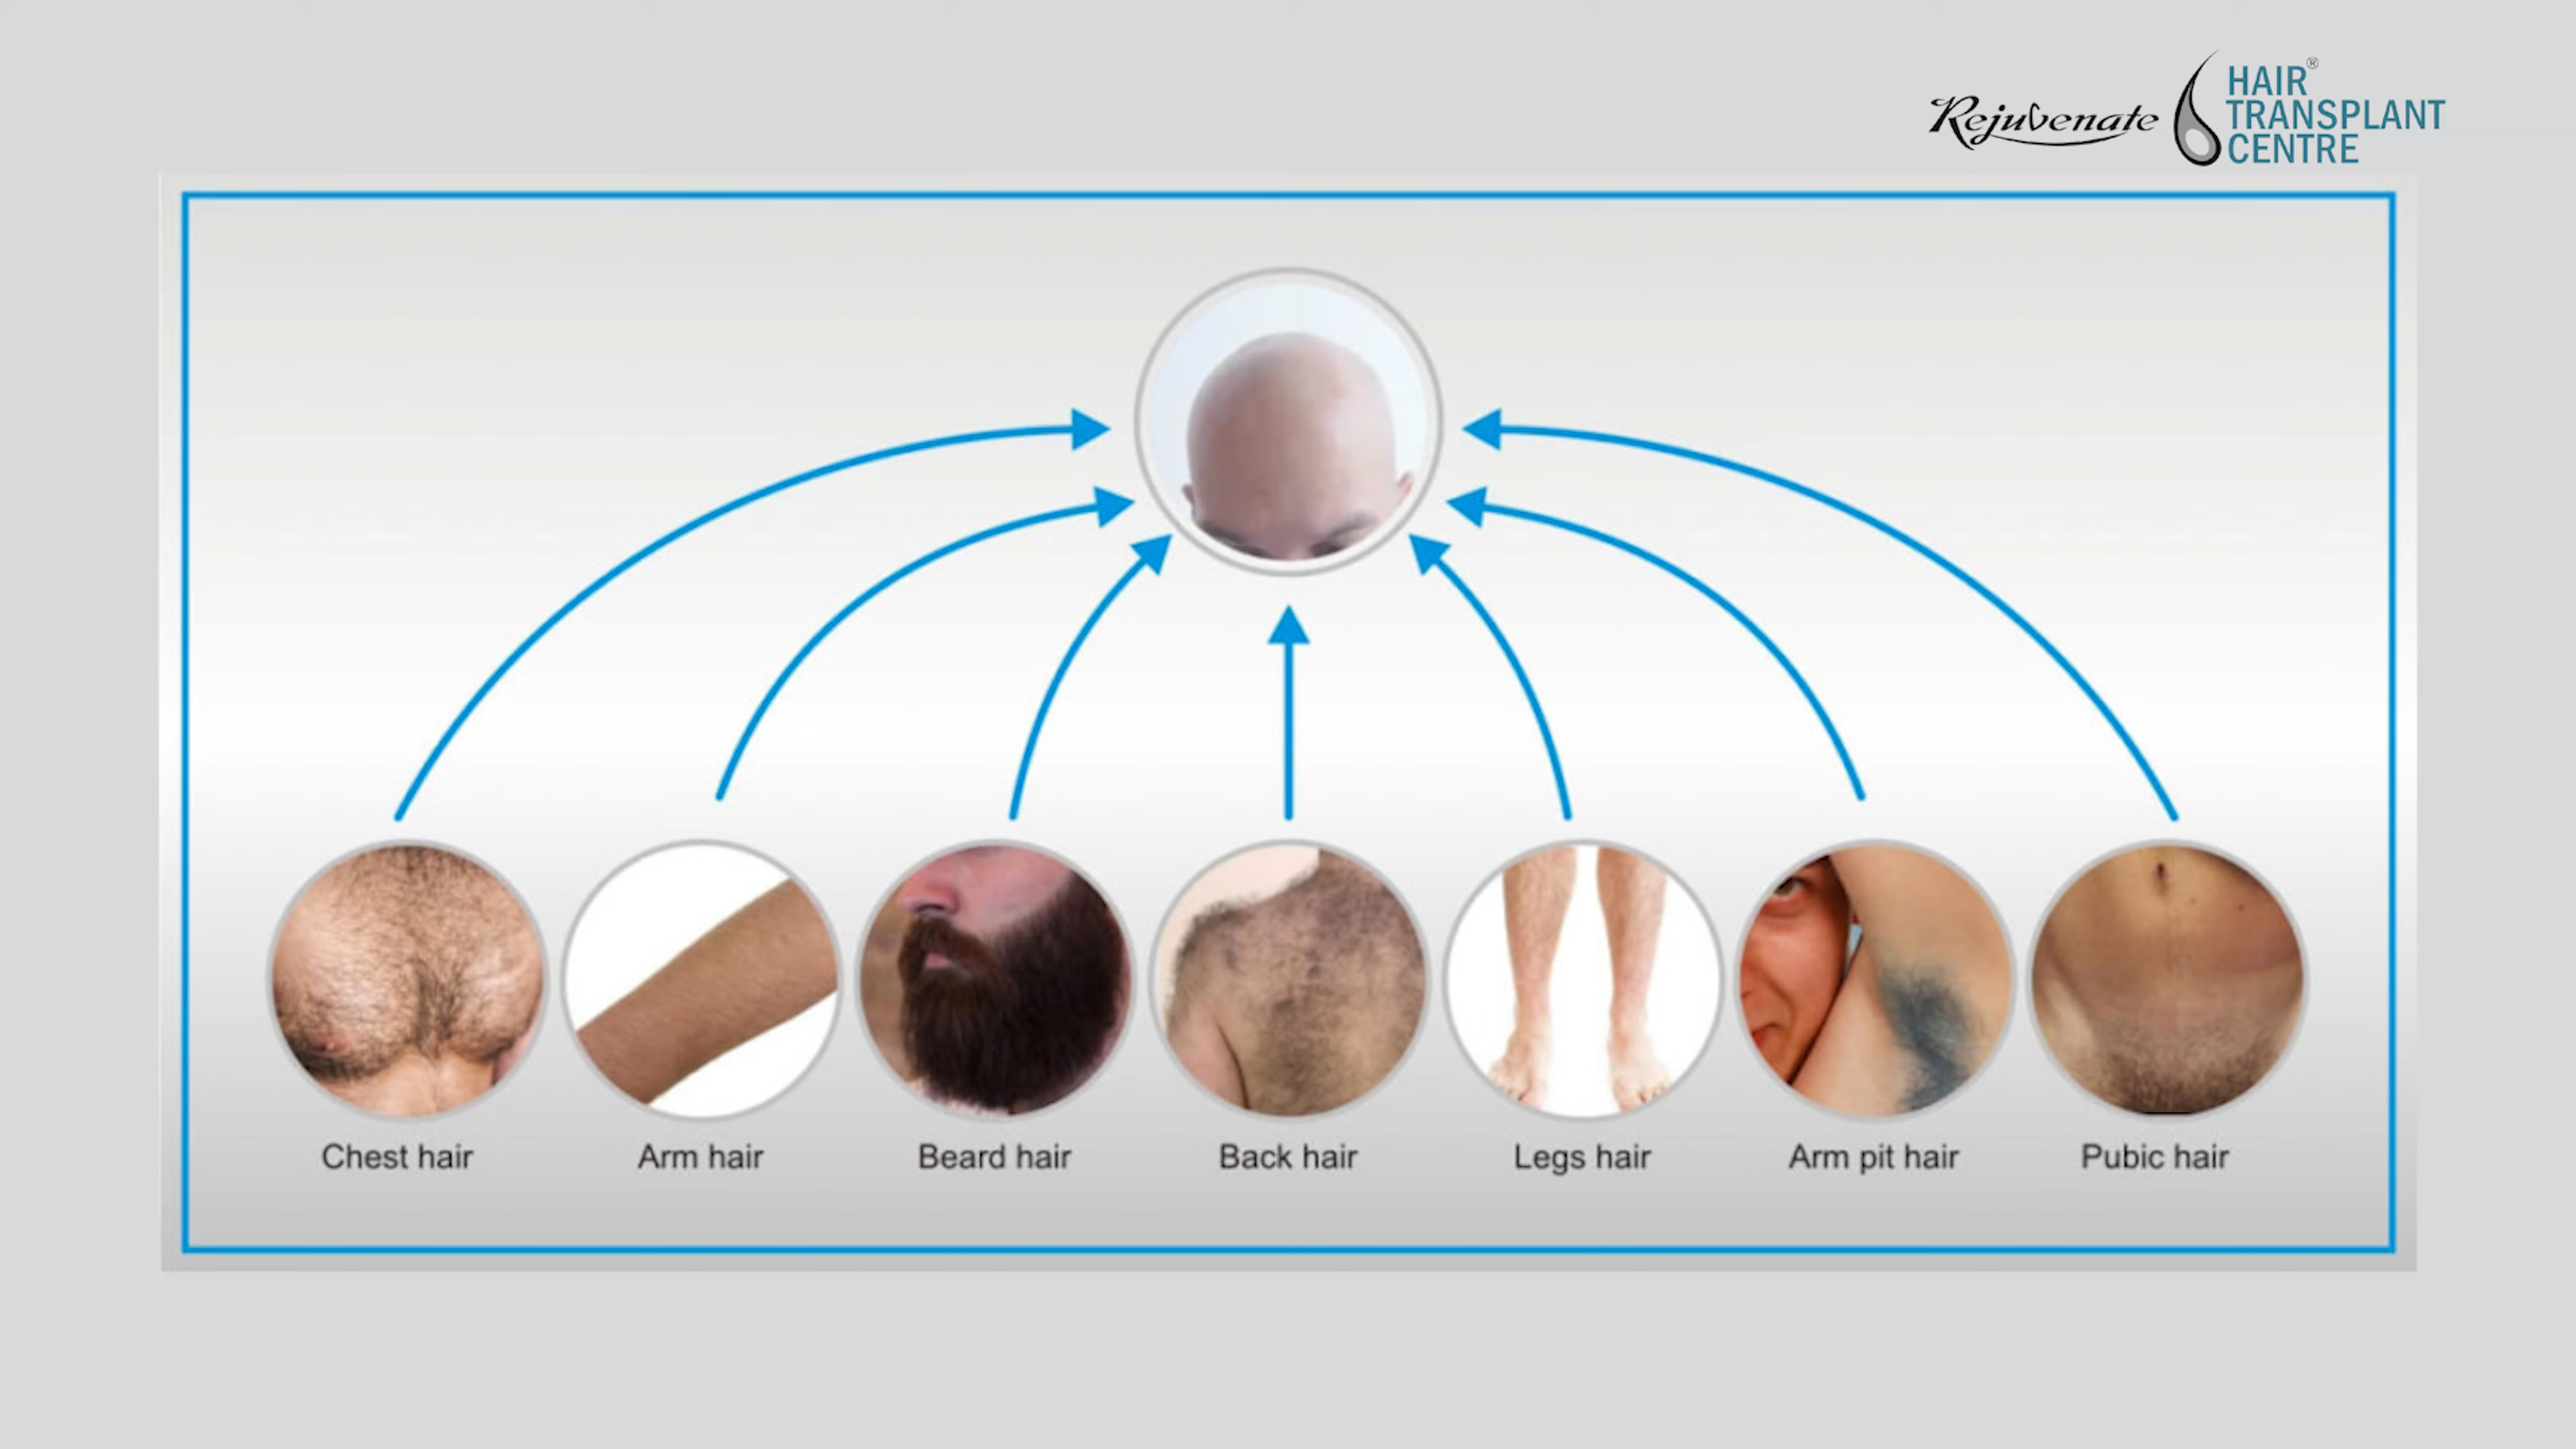 Rejuvenate
HAIR®
TRANSPLANT
CENTRE
Chest hair
Arm hair
Beard hair
Back hair
Legs hair
Arm pit hair
Pubic hair